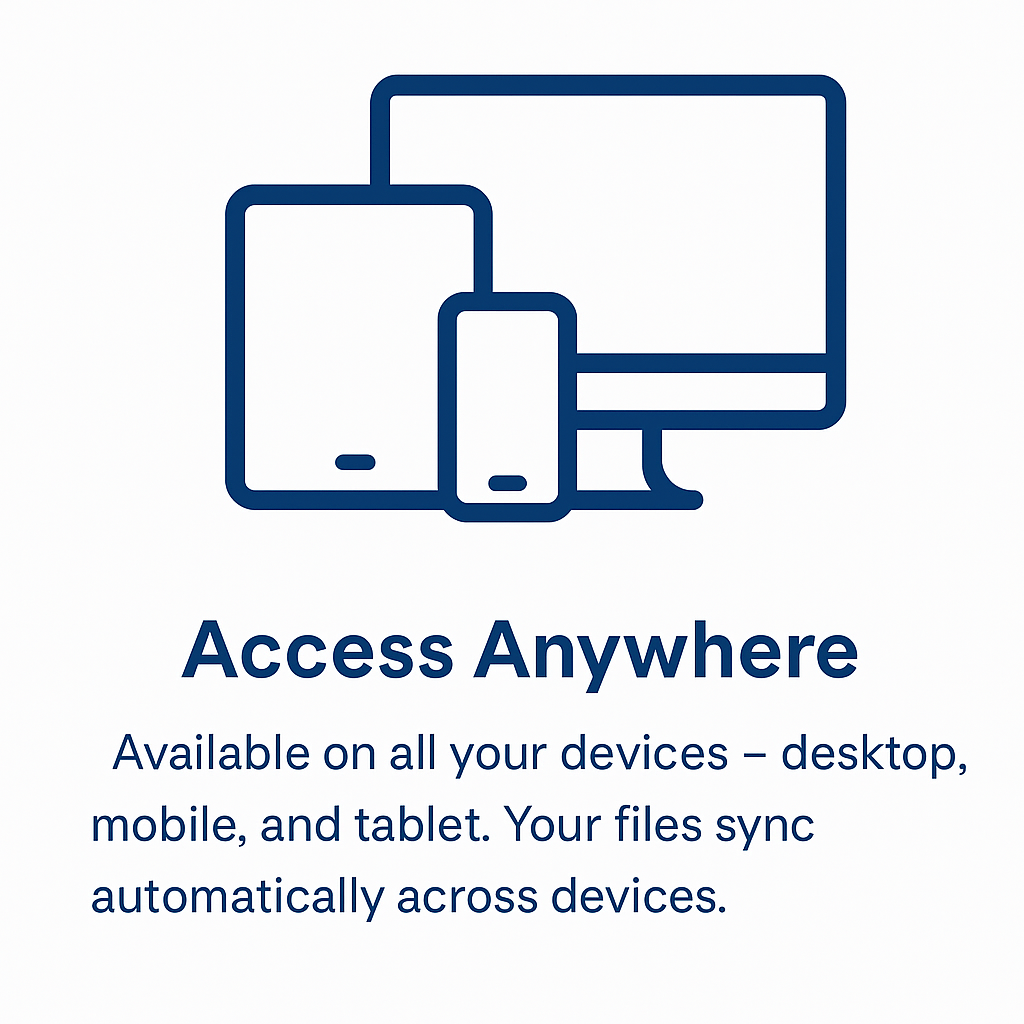 Access Anywhere
Available on all your devices – desktop,
mobile, and tablet. Your files sync
automatically across devices.